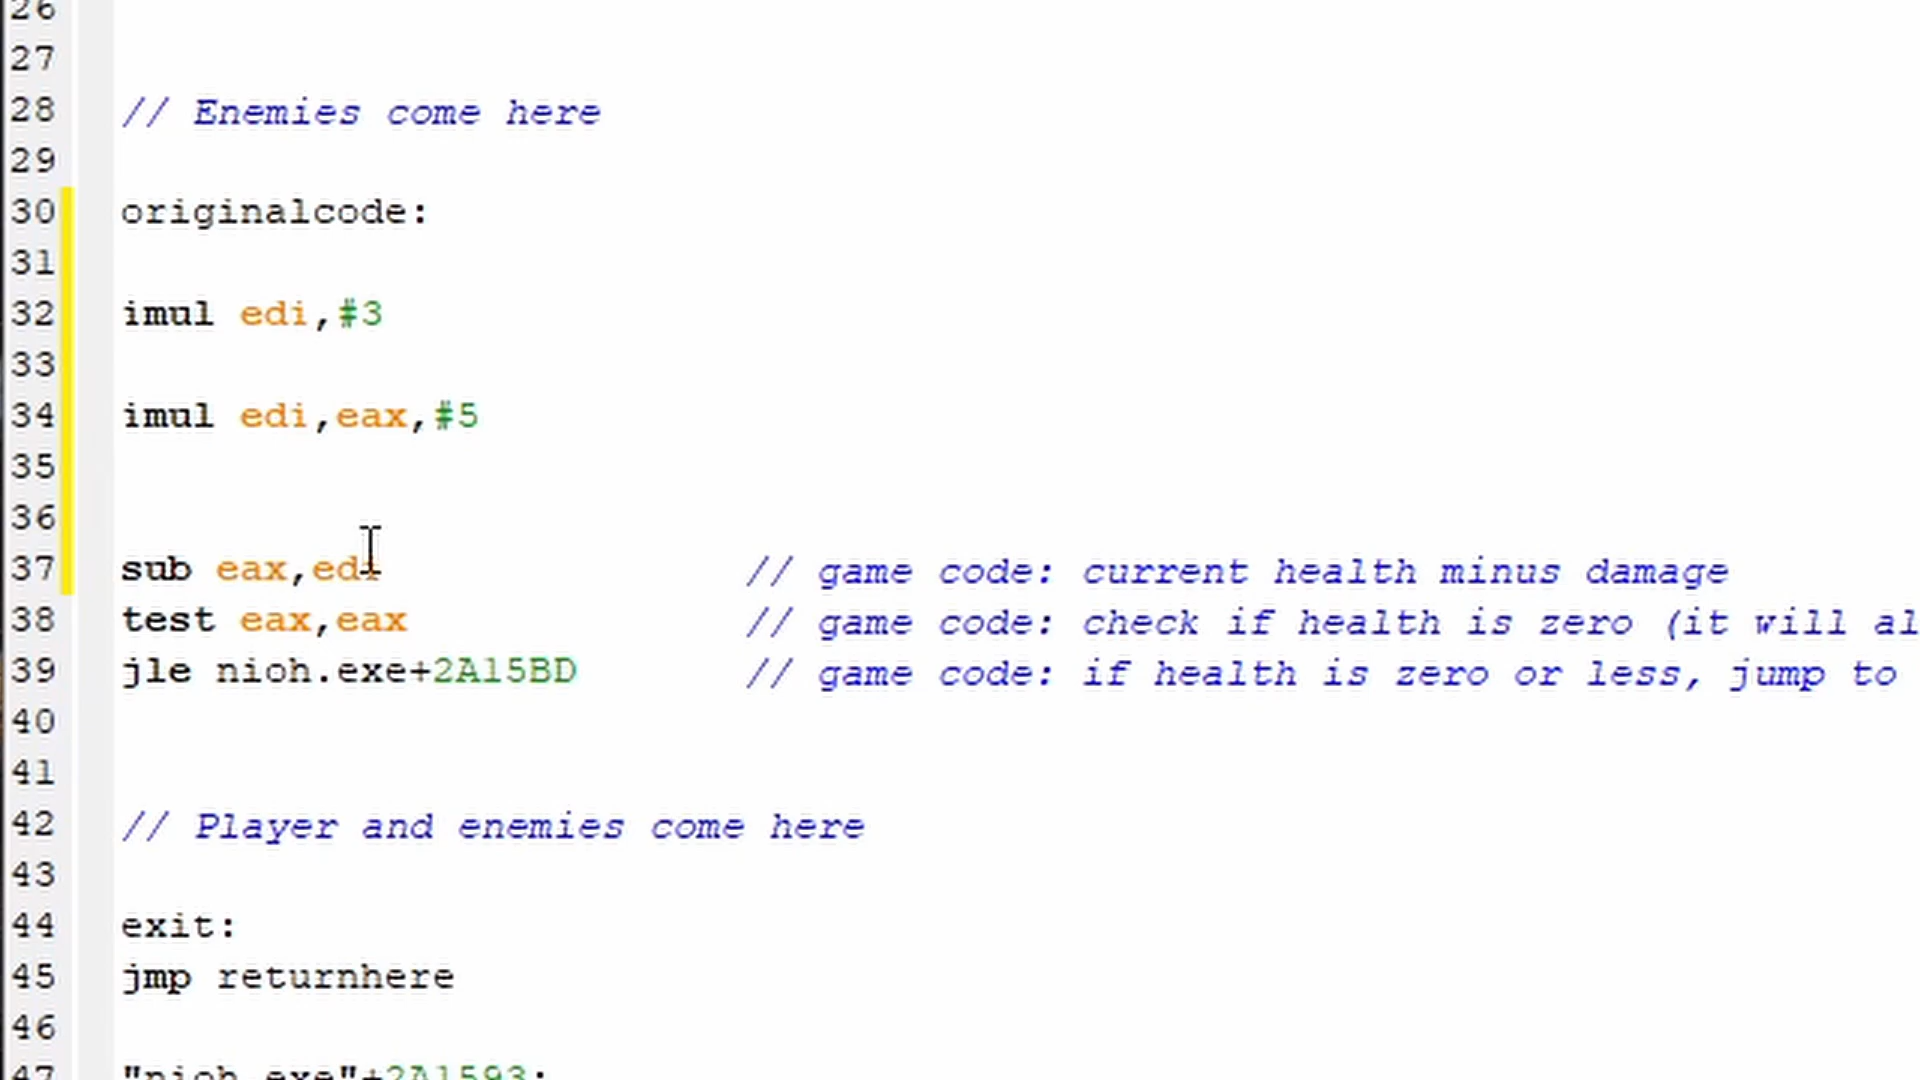 26
27
28 // Enemies come here
29
30 originalcode:
31
32 imul edi,#3
33
34 imul edi,eax,#5
35
36
37 sub eax,edi // game code: current health minus damage
38 test eax,eax // game code: check if health is zero (it will al
39 jle nioh.exe+2A15BD // game code: if health is zero or less, jump to
40
41
42 // Player and enemies come here
43
44 exit:
45 jmp returnhere
46
47 "nioh.exe"+2A1593: